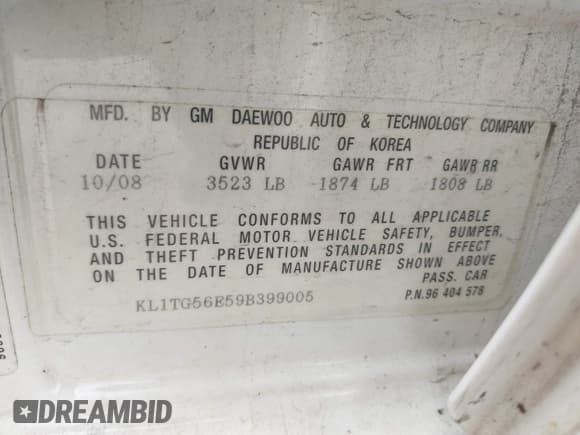 MFD. BY GM DAEWOO AUTO & TECHNOLOGY COMPANY
REPUBLIC OF KOREA
DATE GVWR GAWR FRT GAWR RR
10/08 3523 LB 1874 LB 1808 LB
THIS VEHICLE CONFORMS TO ALL APPLICABLE
U.S. FEDERAL MOTOR VEHICLE SAFETY, BUMPER,
AND THEFT PREVENTION STANDARDS IN EFFECT
ON THE DATE OF MANUFACTURE SHOWN ABOVE
PASS. CAR
KL1TG56E59B399005
P.N.96 404 578
DREAMBID